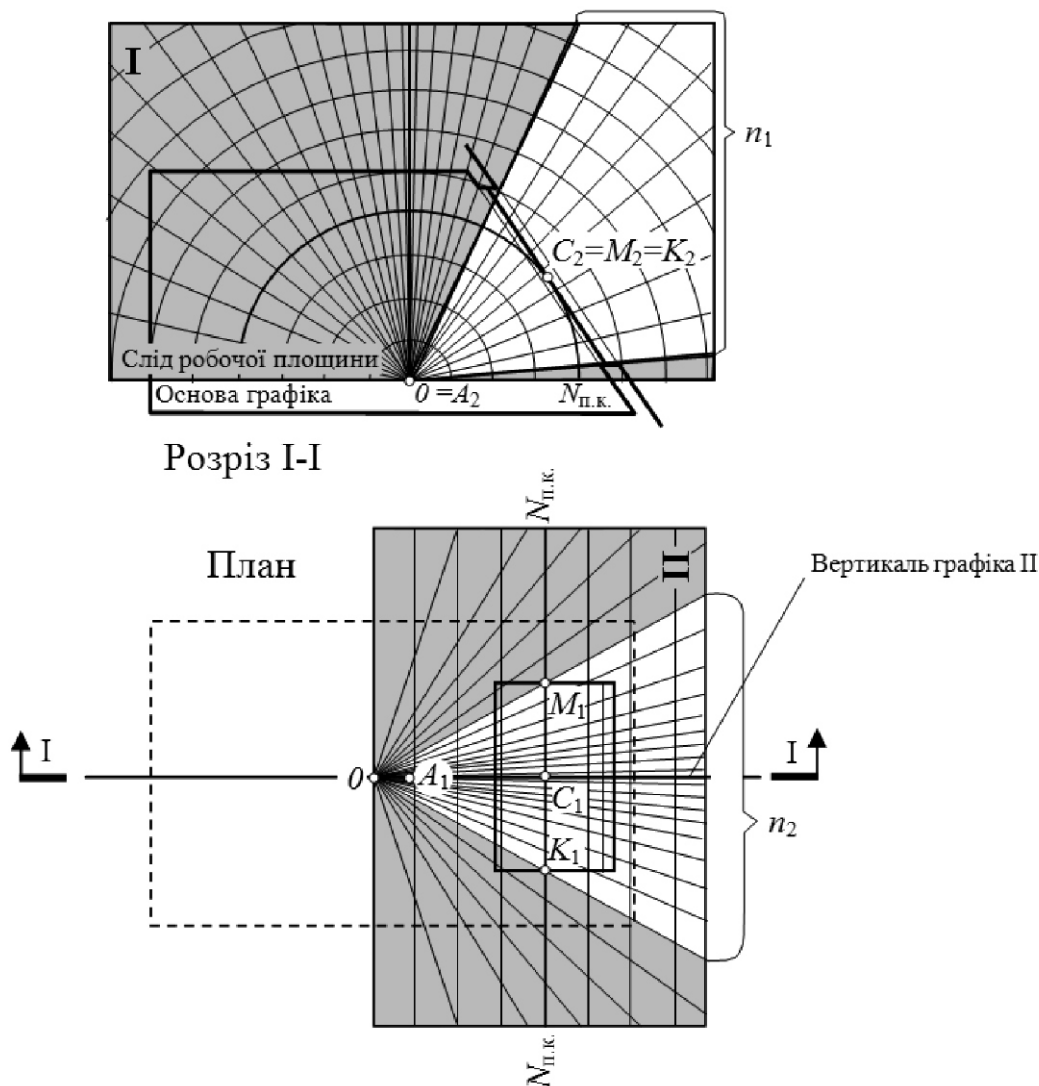 I
n₁
C₂=M₂=K₂
Слід робочої площини
Основа графіка
0 =A₂
Nп.к.
Розріз I-I
Nп.к.
План
II
Вертикаль графіка II
M₁
I
I
0
A₁
C₁
n₂
K₁
Nп.к.